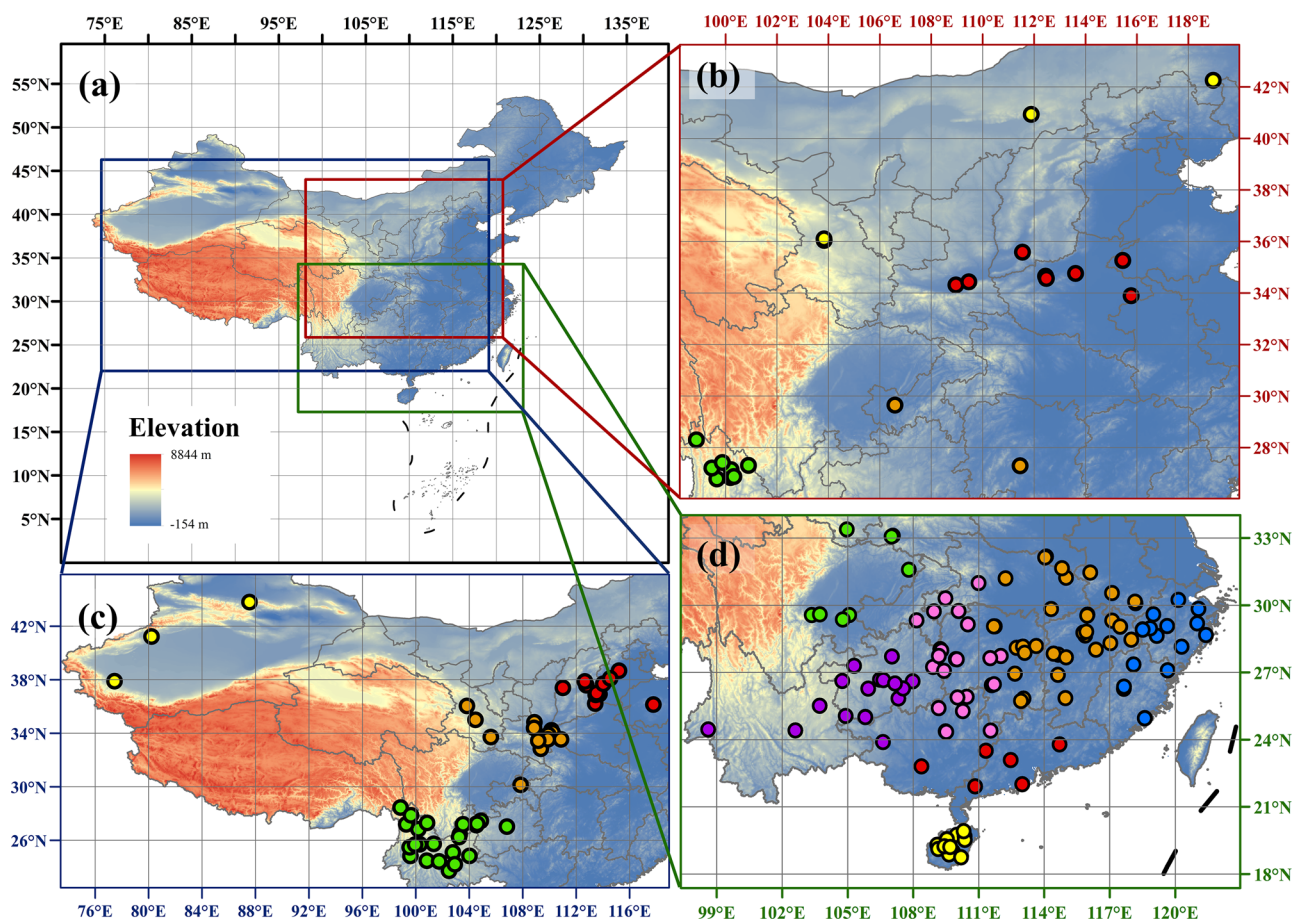 75°E 85°E 95°E 105°E 115°E 125°E 135°E
(a)
55°N
50°N
45°N
40°N
35°N
30°N
25°N
20°N
15°N
10°N
5°N
Elevation
8844 m
-154 m
100°E 102°E 104°E 106°E 108°E 110°E 112°E 114°E 116°E 118°E
(b)
42°N
40°N
38°N
36°N
34°N
32°N
30°N
28°N
(c)
42°N
38°N
34°N
30°N
26°N
76°E 80°E 84°E 88°E 92°E 96°E 100°E 104°E 108°E 112°E 116°E
(d)
33°N
30°N
27°N
24°N
21°N
18°N
99°E 102°E 105°E 108°E 111°E 114°E 117°E 120°E